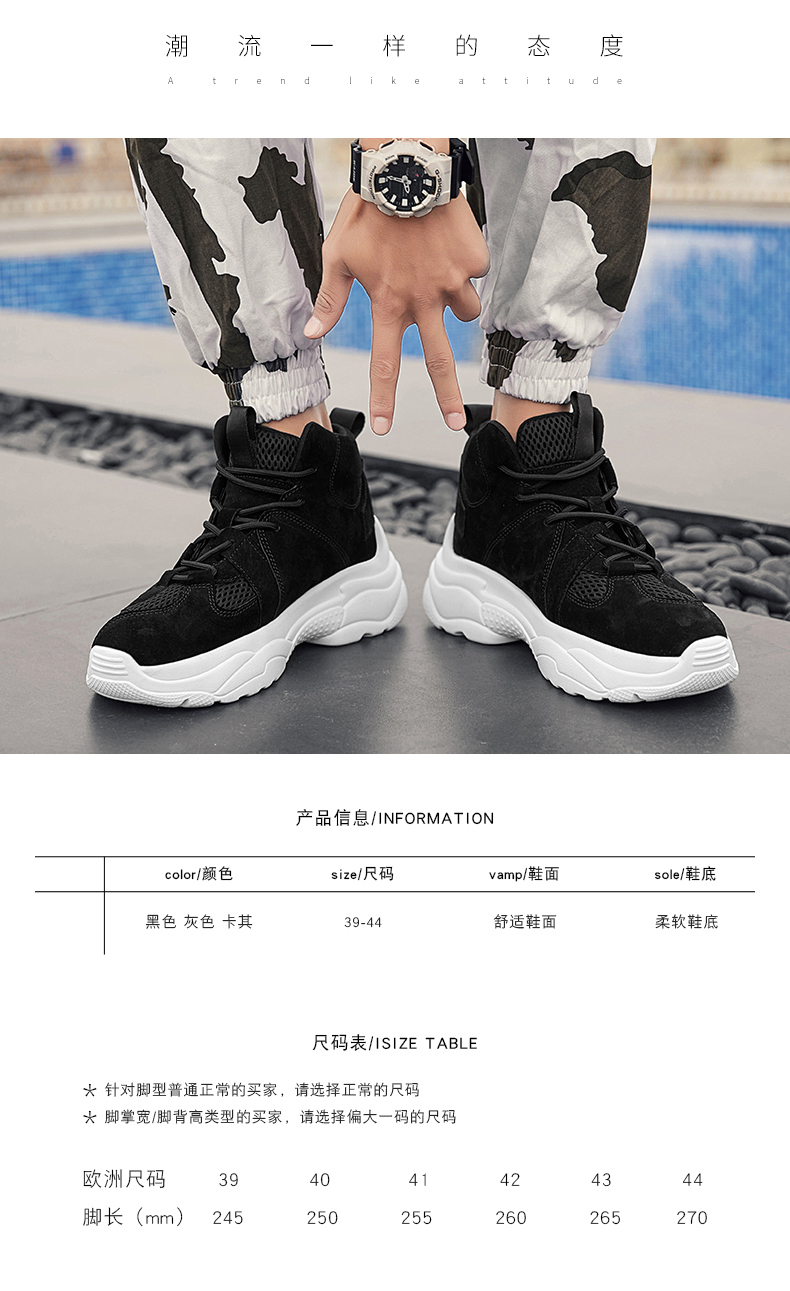 潮流一样的态度
A trend like attitude
G-SHOCK
产品信息/INFORMATION
color/颜色 size/尺码 vamp/鞋面 sole/鞋底
黑色 灰色 卡其 39-44 舒适鞋面 柔软鞋底
尺码表/ISIZE TABLE
* 针对脚型普通正常的买家，请选择正常的尺码
* 脚掌宽/脚背高类型的买家，请选择偏大一码的尺码
欧洲尺码 39 40 41 42 43 44
脚长（mm） 245 250 255 260 265 270